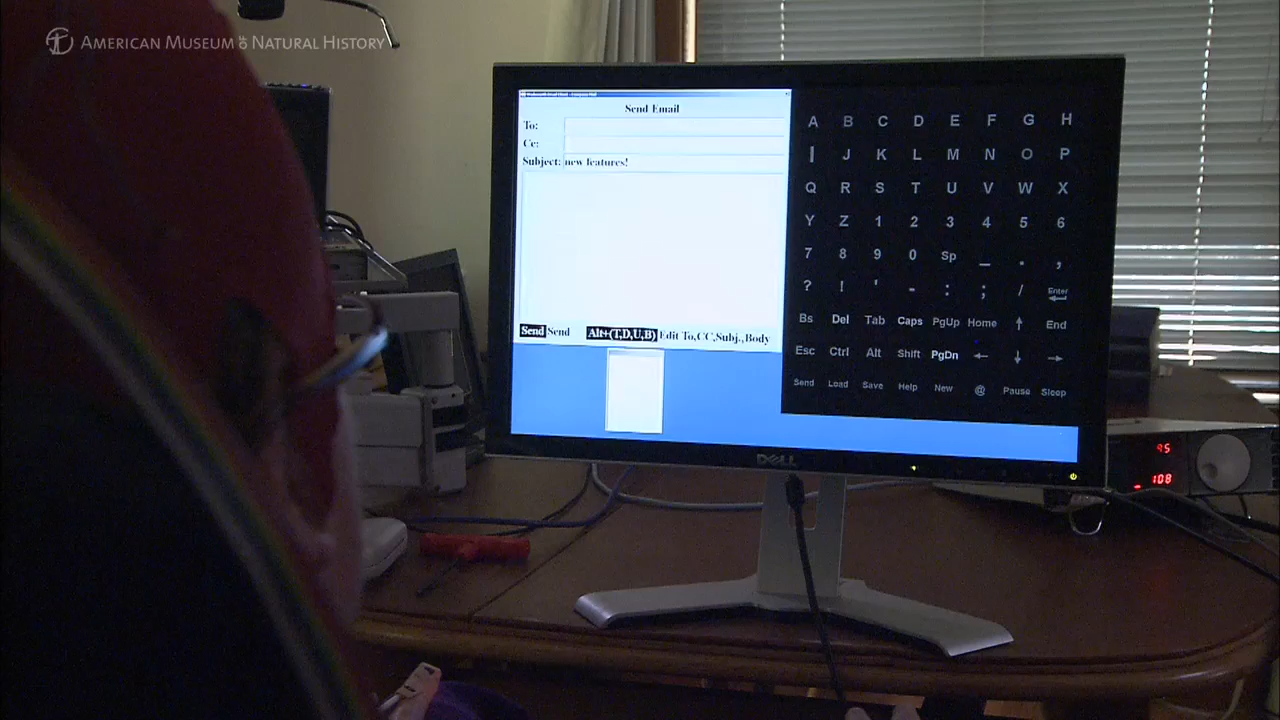 AMERICAN MUSEUM OF NATURAL HISTORY
Send Email
To:
Cc:
Subject: new features!
Send Send Alt+(T,D,U,B) Edit To,CC,Subj.,Body
A B C D E F G H
I J K L M N O P
Q R S T U V W X
Y Z 1 2 3 4 5 6
7 8 9 0 Sp _ . ,
? ! ' - : ; / Enter
Bs Del Tab Caps PgUp Home ↑ End
Esc Ctrl Alt Shift PgDn ← ↓ →
Send Load Save Help New @ Pause Sleep
DELL
95
108